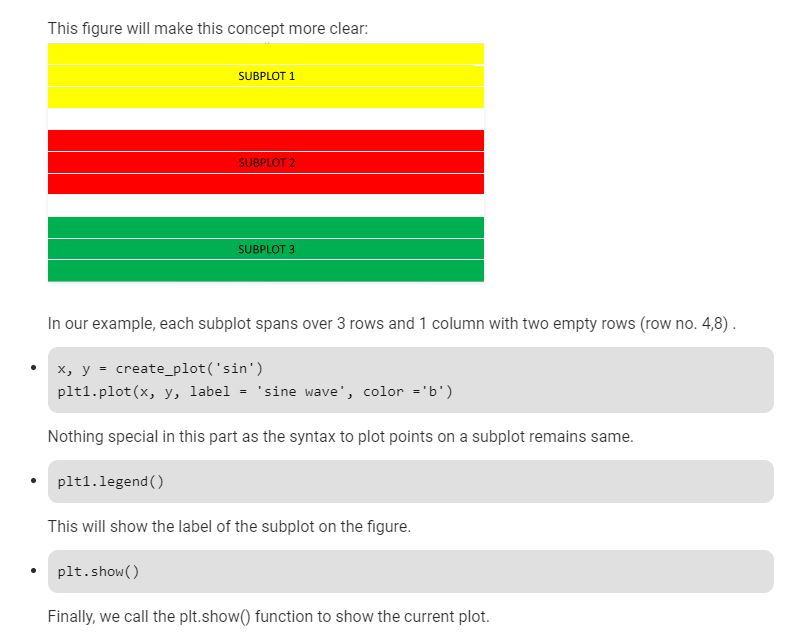 This figure will make this concept more clear:
SUBPLOT 1
SUBPLOT 2
SUBPLOT 3
In our example, each subplot spans over 3 rows and 1 column with two empty rows (row no. 4,8) .
x, y = create_plot('sin')
plt1.plot(x, y, label = 'sine wave', color ='b')
Nothing special in this part as the syntax to plot points on a subplot remains same.
plt1.legend()
This will show the label of the subplot on the figure.
plt.show()
Finally, we call the plt.show() function to show the current plot.